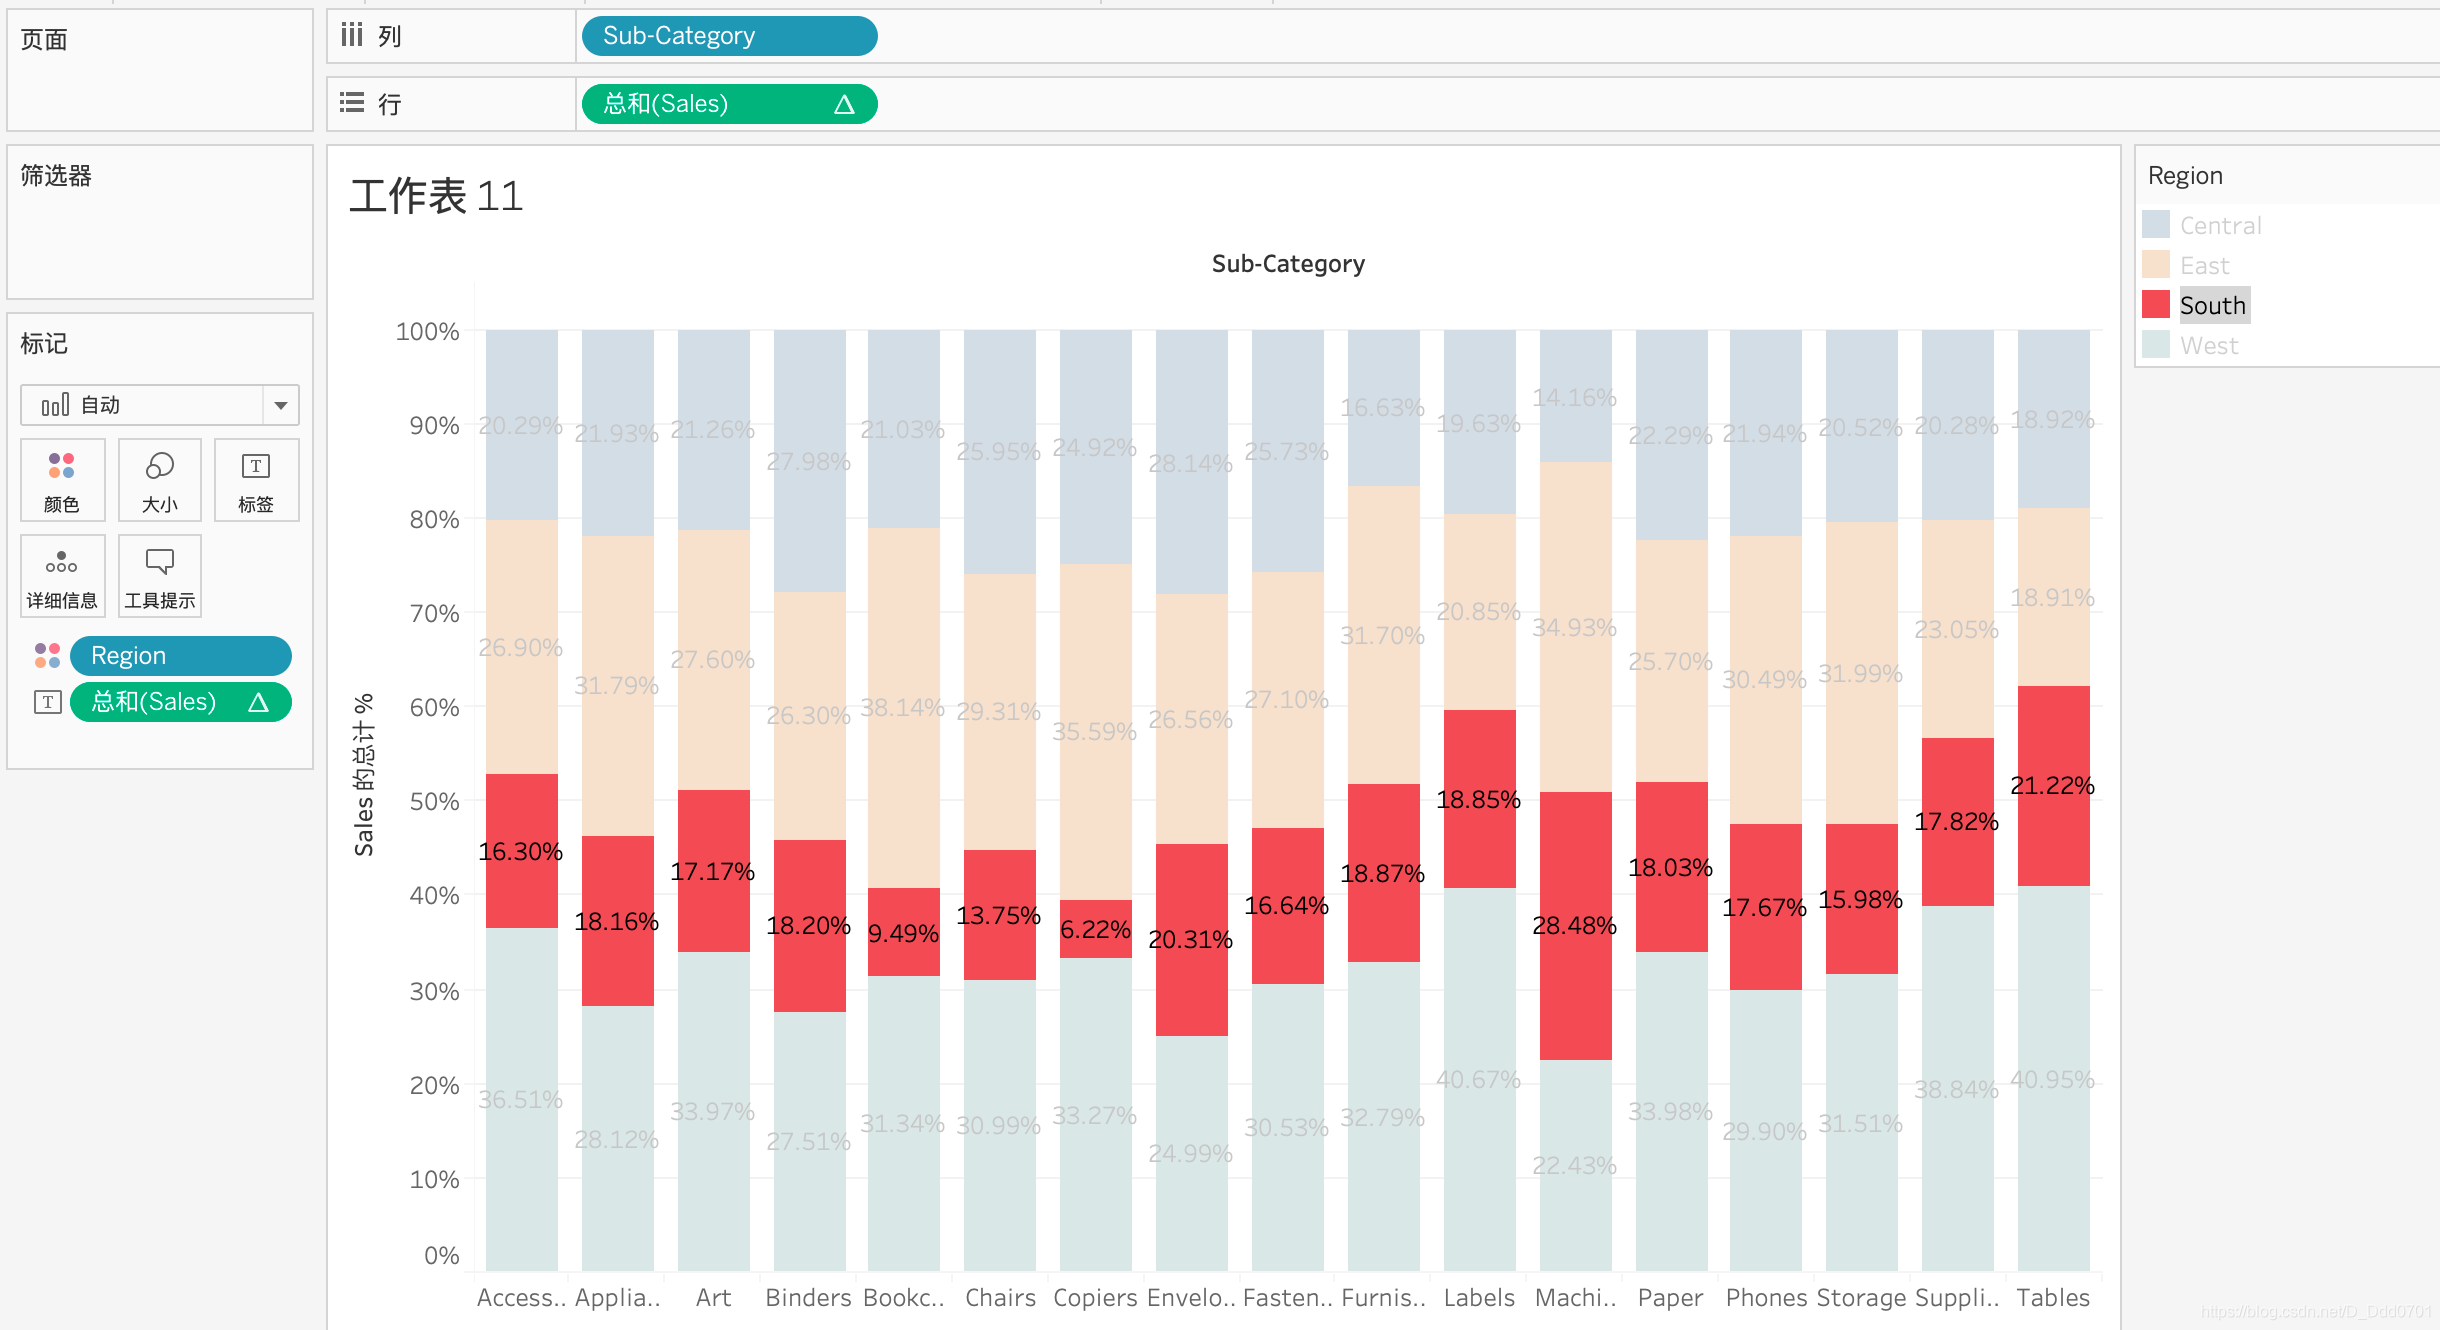 页面
列
Sub-Category
行
总和(Sales)
筛选器
标记
自动
颜色
大小
标签
详细信息
工具提示
Region
总和(Sales)
工作表 11
Sub-Category
Sales 的总计 %
100%
90%
80%
70%
60%
50%
40%
30%
20%
10%
0%
20.29% 21.93% 21.26% 27.98% 21.03% 25.95% 24.92% 28.14% 25.73% 16.63% 19.63% 14.16% 22.29% 21.94% 20.52% 20.28% 18.92%
26.90% 31.79% 27.60% 26.30% 38.14% 29.31% 35.59% 26.56% 27.10% 31.70% 20.85% 34.93% 25.70% 30.49% 31.99% 23.05% 18.91%
16.30% 18.16% 17.17% 18.20% 9.49% 13.75% 6.22% 20.31% 16.64% 18.87% 18.85% 28.48% 18.03% 17.67% 15.98% 17.82% 21.22%
36.51% 28.12% 33.97% 27.51% 31.34% 30.99% 33.27% 24.99% 30.53% 32.79% 40.67% 22.43% 33.98% 29.90% 31.51% 38.84% 40.95%
Access.. Applia.. Art Binders Bookc.. Chairs Copiers Envelo.. Fasten.. Furnis.. Labels Machi.. Paper Phones Storage Suppli.. Tables
Region
Central
East
South
West
https://blog.csdn.net/D_Ddd0701